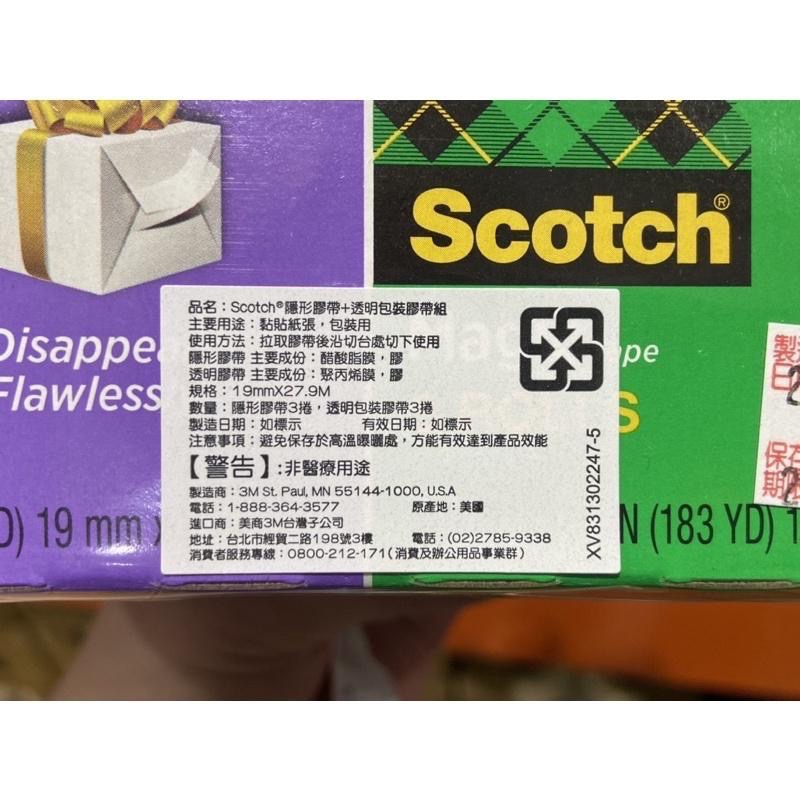 Scotch®
Disappe
Flawless
Mag
pe
S
品名：Scotch®隱形膠帶+透明包裝膠帶組
主要用途：黏貼紙張，包裝用
使用方法：拉取膠帶後沿切台處切下使用
隱形膠帶 主要成份：醋酸脂膜，膠
透明膠帶 主要成份：聚丙烯膜，膠
規格：19mmX27.9M
數量：隱形膠帶3捲，透明包裝膠帶3捲
製造日期：如標示 有效日期：如標示
注意事項：避免保存於高溫曝曬處，方能有效達到產品效能
【警告】:非醫療用途
製造商：3M St. Paul, MN 55144-1000, U.S.A
電話：1-888-364-3577 原產地：美國
進口商：美商3M台灣子公司
地址：台北市經貿二路198號3樓 電話：(02)2785-9338
消費者服務專線：0800-212-171(消費及辦公用品事業群)
XV831302247-5
D) 19 mm x
N (183 YD) 1
製造
日 2
保存
期 2